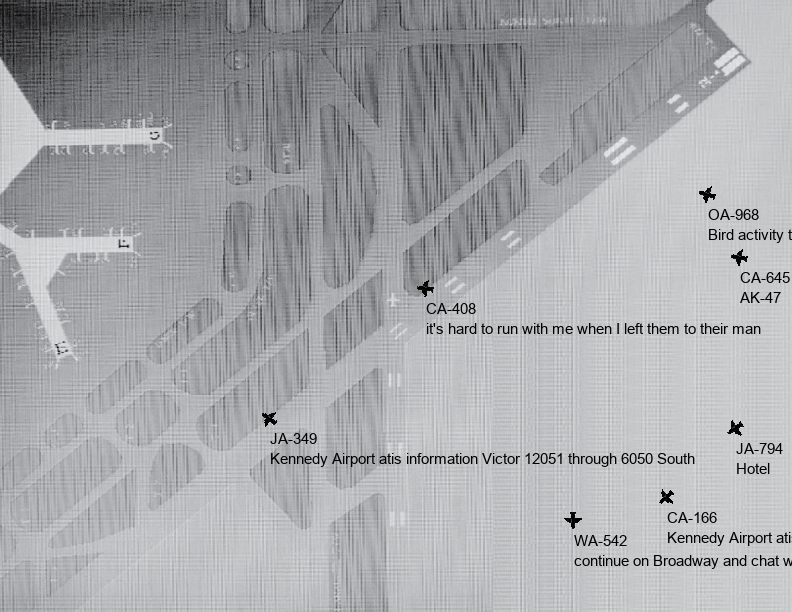 OA-968
Bird activity t
CA-645
AK-47
CA-408
it's hard to run with me when I left them to their man
JA-349
Kennedy Airport atis information Victor 12051 through 6050 South
JA-794
Hotel
CA-166
Kennedy Airport ati
WA-542
continue on Broadway and chat w